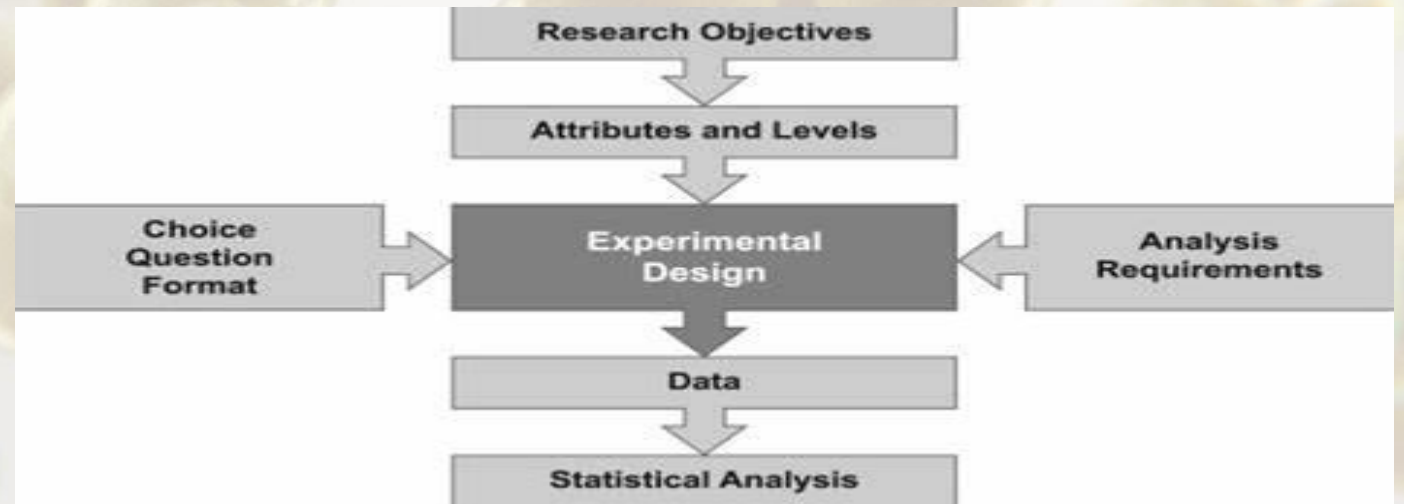 Research Objectives
Attributes and Levels
Choice
Question
Format
Experimental
Design
Analysis
Requirements
Data
Statistical Analysis